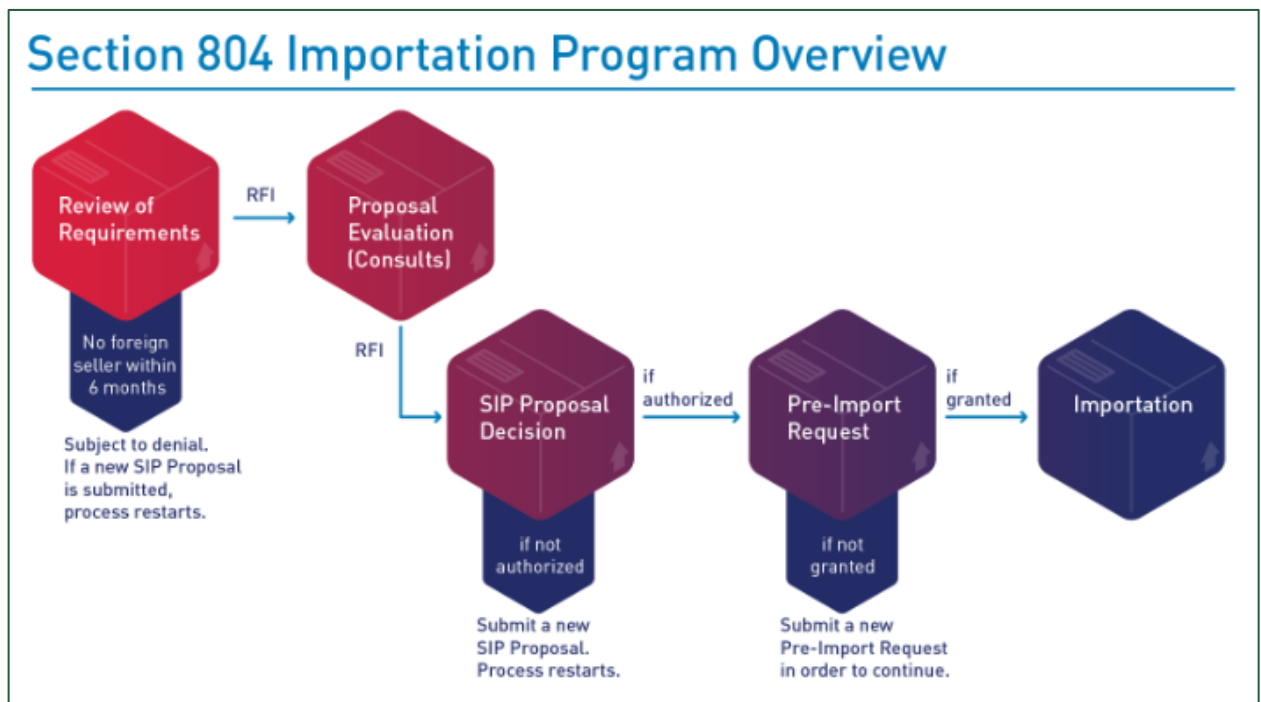 Section 804 Importation Program Overview
Review of
Requirements
RFI
Proposal
Evaluation
(Consults)
No foreign
seller within
6 months
Subject to denial.
If a new SIP Proposal
is submitted,
process restarts.
RFI
SIP Proposal
Decision
if
authorized
Pre-Import
Request
if
granted
Importation
if not
authorized
Submit a new
SIP Proposal.
Process restarts.
if not
granted
Submit a new
Pre-Import Request
in order to continue.